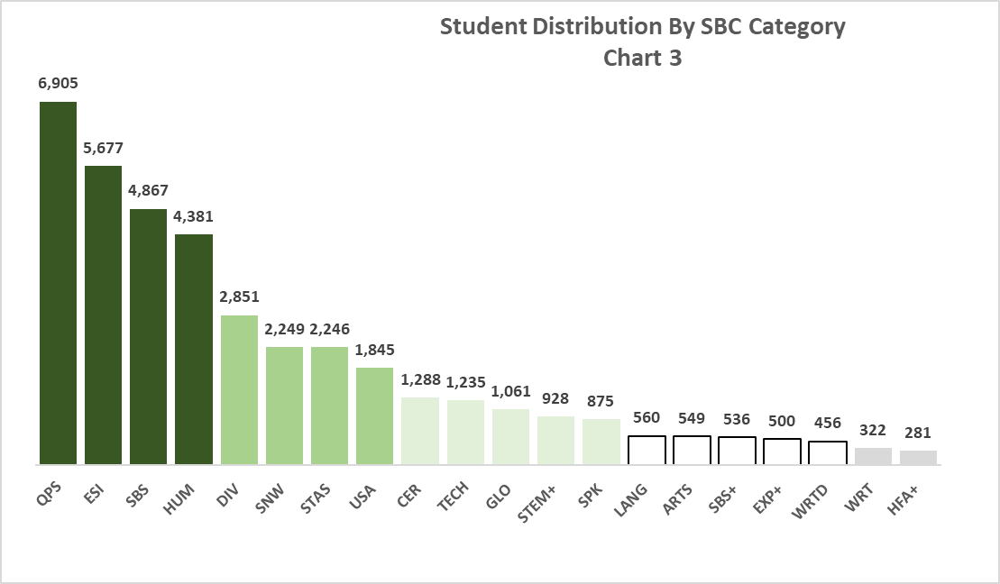 Student Distribution By SBC Category
Chart 3
6,905
5,677
4,867
4,381
2,851
2,249
2,246
1,845
1,288
1,235
1,061
928
875
560
549
536
500
456
322
281
QPS
ESI
SBS
HUM
DIV
SNW
STAS
USA
CER
TECH
GLO
STEM+
SPK
LANG
ARTS
SBS+
EXP+
WRTD
WRT
HFA+